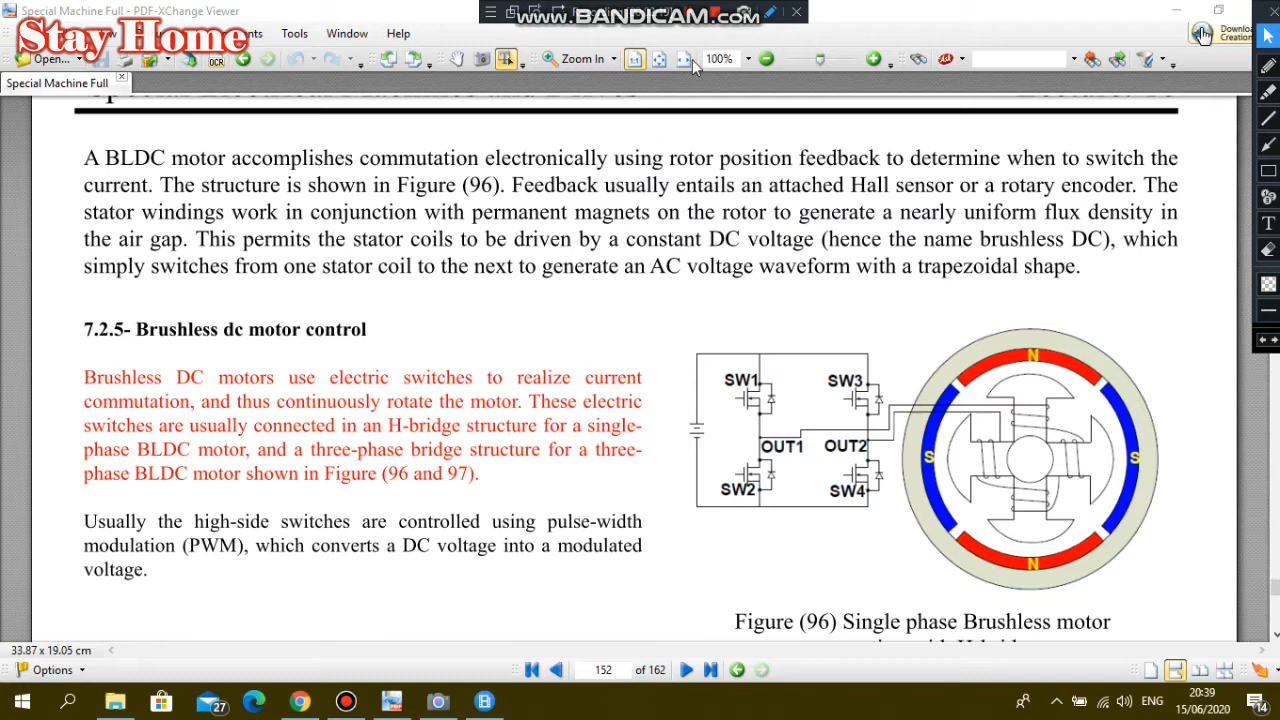 Special Machine Full - PDF-XChange Viewer
www.BANDICAM.com
Stay Home
Tools
Window
Help
Downlo
Creation
Open...
OCR
Zoom In
1:1
100%
Special Machine Full
A BLDC motor accomplishes commutation electronically using rotor position feedback to determine when to switch the
current. The structure is shown in Figure (96). Feedback usually entails an attached Hall sensor or a rotary encoder. The
stator windings work in conjunction with permanent magnets on the rotor to generate a nearly uniform flux density in
the air gap. This permits the stator coils to be driven by a constant DC voltage (hence the name brushless DC), which
simply switches from one stator coil to the next to generate an AC voltage waveform with a trapezoidal shape.
7.2.5- Brushless dc motor control
Brushless DC motors use electric switches to realize current
commutation, and thus continuously rotate the motor. These electric
switches are usually connected in an H-bridge structure for a single-
phase BLDC motor, and a three-phase bridge structure for a three-
phase BLDC motor shown in Figure (96 and 97).
Usually the high-side switches are controlled using pulse-width
modulation (PWM), which converts a DC voltage into a modulated
voltage.
SW1
SW3
OUT1
OUT2
SW2
SW4
N
S
S
N
Figure (96) Single phase Brushless motor
33.87 x 19.05 cm
Options
152
of 162
27
ENG
20:39
15/06/2020
14